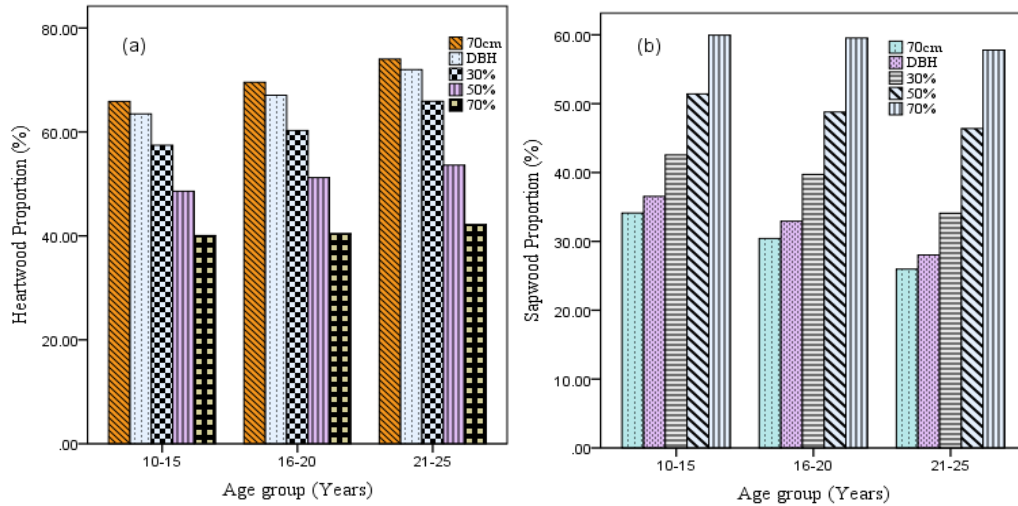 (a)
Heartwood Proportion (%)
80.00
60.00
40.00
20.00
.00
70cm
DBH
30%
50%
70%
10-15
16-20
21-25
Age group (Years)
(b)
Sapwood Proportion (%)
60.00
50.00
40.00
30.00
20.00
10.00
.00
70cm
DBH
30%
50%
70%
10-15
16-20
21-25
Age group (Years)